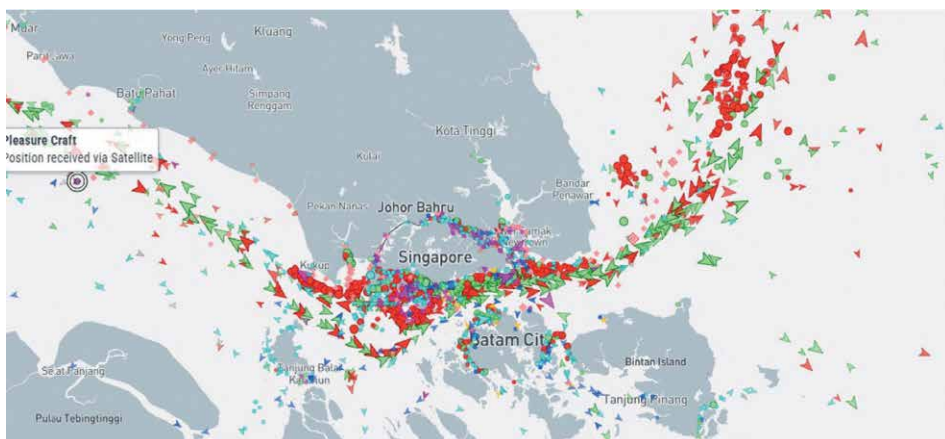 Muar
Yong Peng
Kluang
Parit Jawa
Ayer Hitam
Batu Pahat
Simpang
Renggam
Kota Tinggi
Pleasure Craft
Position received via Satellite
Kulai
Bandar
Penawar
Pekan Nanas
Johor Bahru
Singapore
Kukup
Batam Cit
Bintan Island
Tanjung Balai
Karimun
Selat Panjang
Tanjung Pinang
Pulau Tebingtinggi